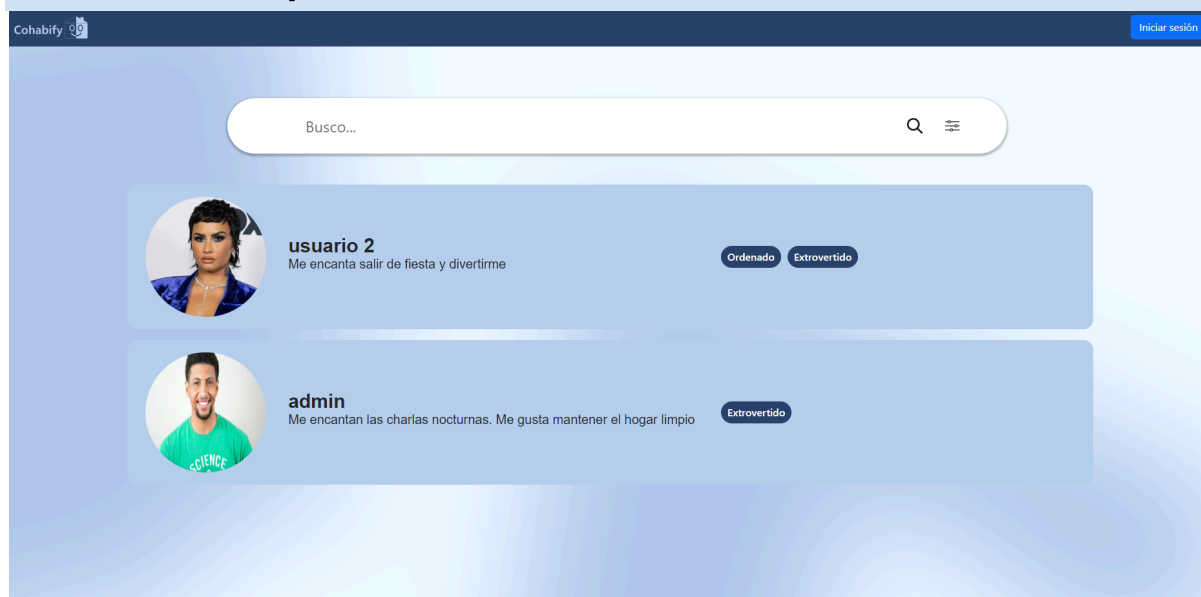 Cohabify
Iniciar sesión
Busco...
usuario 2
Me encanta salir de fiesta y divertirme
Ordenado Extrovertido
admin
Me encantan las charlas nocturnas. Me gusta mantener el hogar limpio
Extrovertido
SCIENCE